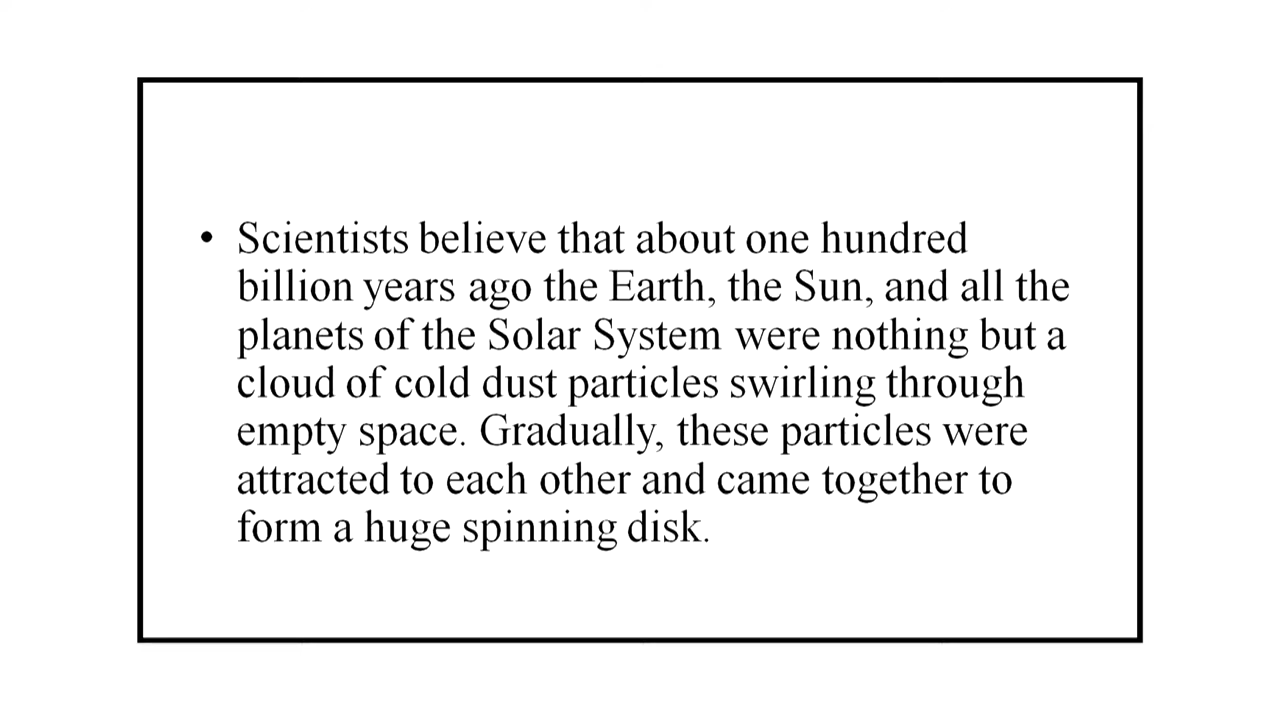 • Scientists believe that about one hundred
billion years ago the Earth, the Sun, and all the
planets of the Solar System were nothing but a
cloud of cold dust particles swirling through
empty space. Gradually, these particles were
attracted to each other and came together to
form a huge spinning disk.